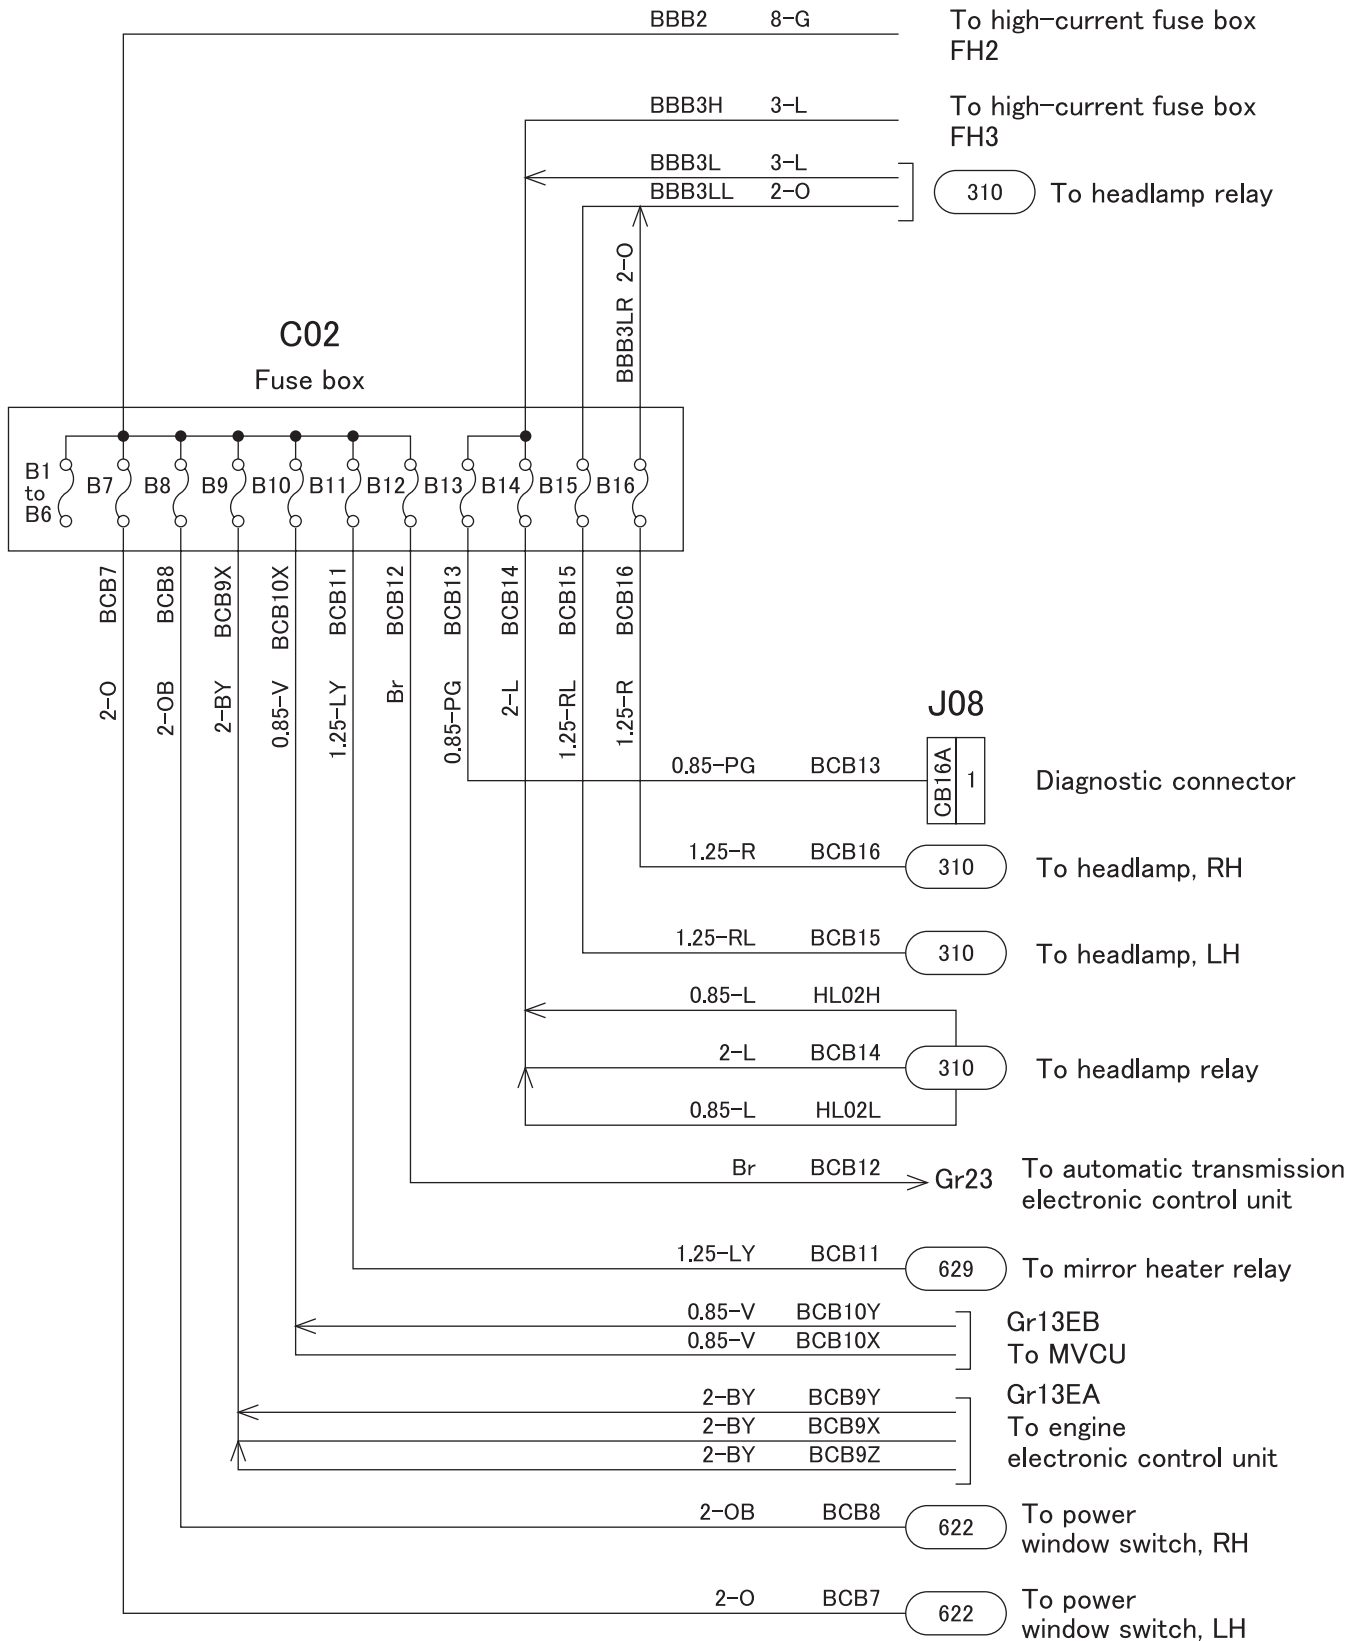 BBB2 8-G To high-current fuse box
FH2
BBB3H 3-L To high-current fuse box
FH3
BBB3L 3-L
BBB3LL 2-O 310 To headlamp relay
BBB3LR 2-O
C02
Fuse box
B1
to
B6
B7 B8 B9 B10 B11 B12 B13 B14 B15 B16
BCB7 BCB8 BCB9X BCB10X BCB11 BCB12 BCB13 BCB14 BCB15 BCB16
2-O 2-OB 2-BY 0.85-V 1.25-LY Br 0.85-PG 2-L 1.25-RL 1.25-R
J08
0.85-PG BCB13 CB16A 1 Diagnostic connector
1.25-R BCB16 310 To headlamp, RH
1.25-RL BCB15 310 To headlamp, LH
0.85-L HL02H
2-L BCB14 310 To headlamp relay
0.85-L HL02L
Br BCB12 Gr23 To automatic transmission
electronic control unit
1.25-LY BCB11 629 To mirror heater relay
0.85-V BCB10Y Gr13EB
0.85-V BCB10X To MVCU
2-BY BCB9Y Gr13EA
2-BY BCB9X To engine
2-BY BCB9Z electronic control unit
2-OB BCB8 622 To power
window switch, RH
2-O BCB7 622 To power
window switch, LH